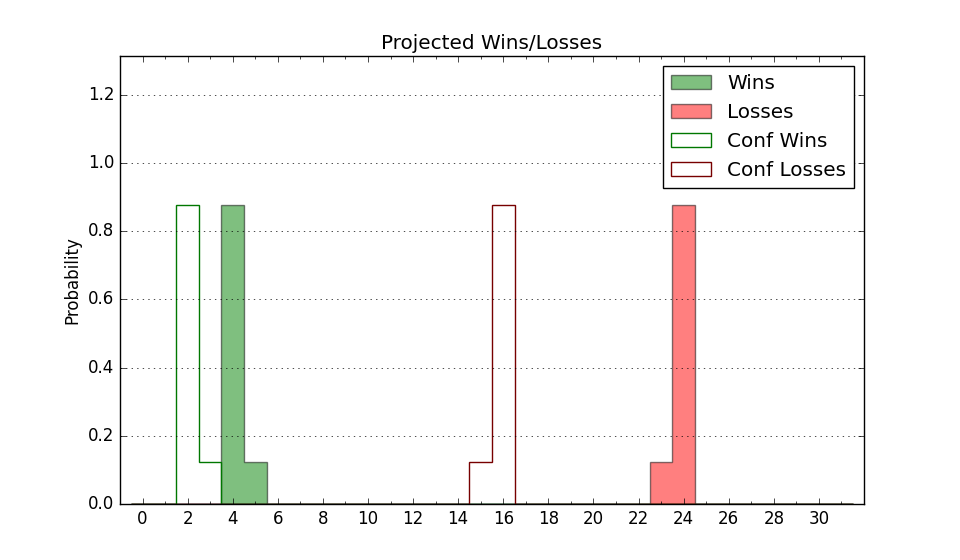 Projected Wins/Losses
Wins
Losses
Conf Wins
Conf Losses
Probability
1.2
1.0
0.8
0.6
0.4
0.2
0.0
0 2 4 6 8 10 12 14 16 18 20 22 24 26 28 30